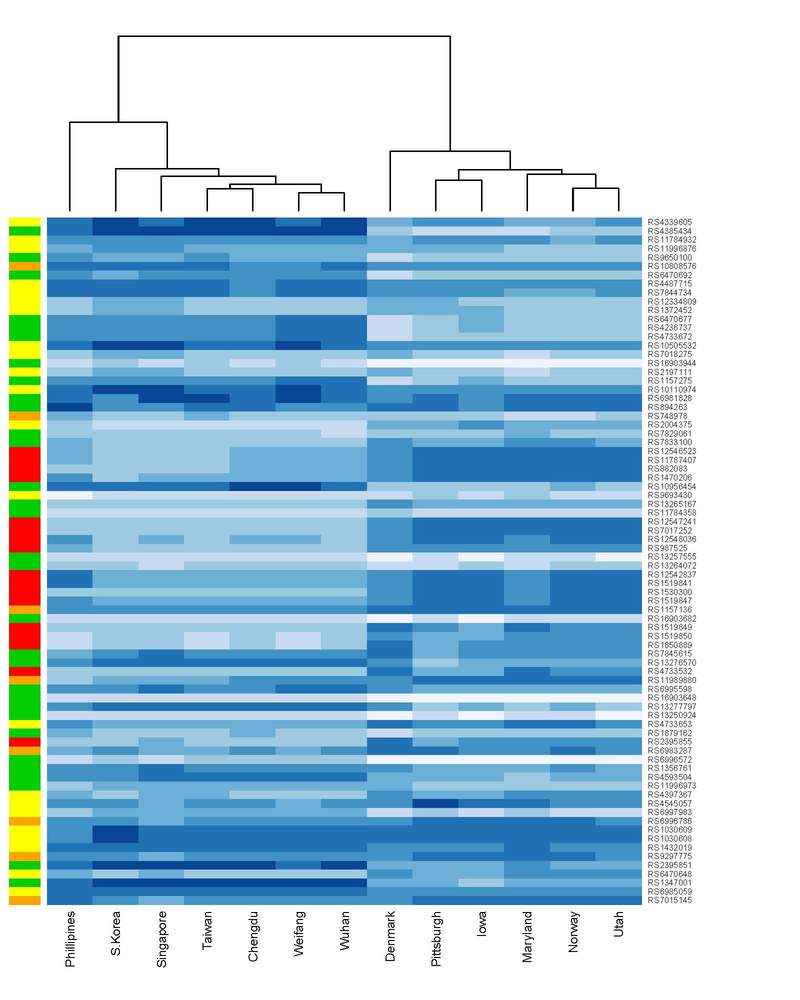 RS4339605
RS4385434
RS11784932
RS11996876
RS9650100
RS10808576
RS6470692
RS4487715
RS7844734
RS12334809
RS1372452
RS6470677
RS4236737
RS4733672
RS10505532
RS7018275
RS16903944
RS2197111
RS1157275
RS10110974
RS6981828
RS894263
RS748978
RS2004375
RS7829061
RS7833100
RS12546523
RS11787407
RS882083
RS1470206
RS10956454
RS9693430
RS13265167
RS11784358
RS12547241
RS7017252
RS12548036
RS987525
RS13257555
RS13264072
RS12542837
RS1519841
RS1530300
RS1519847
RS1157136
RS16903682
RS1519849
RS1519850
RS1850889
RS7845615
RS13276570
RS4733532
RS11989880
RS6995598
RS16903648
RS13277797
RS13250924
RS4733653
RS1879162
RS2395855
RS6983287
RS6996572
RS1356761
RS4593504
RS11996973
RS4397367
RS4545057
RS6997983
RS6996786
RS1030609
RS1030608
RS1432019
RS9297775
RS2395851
RS6470648
RS1347001
RS6985059
RS7015145
Phillipines
S.Korea
Singapore
Taiwan
Chengdu
Weifang
Wuhan
Denmark
Pittsburgh
Iowa
Maryland
Norway
Utah